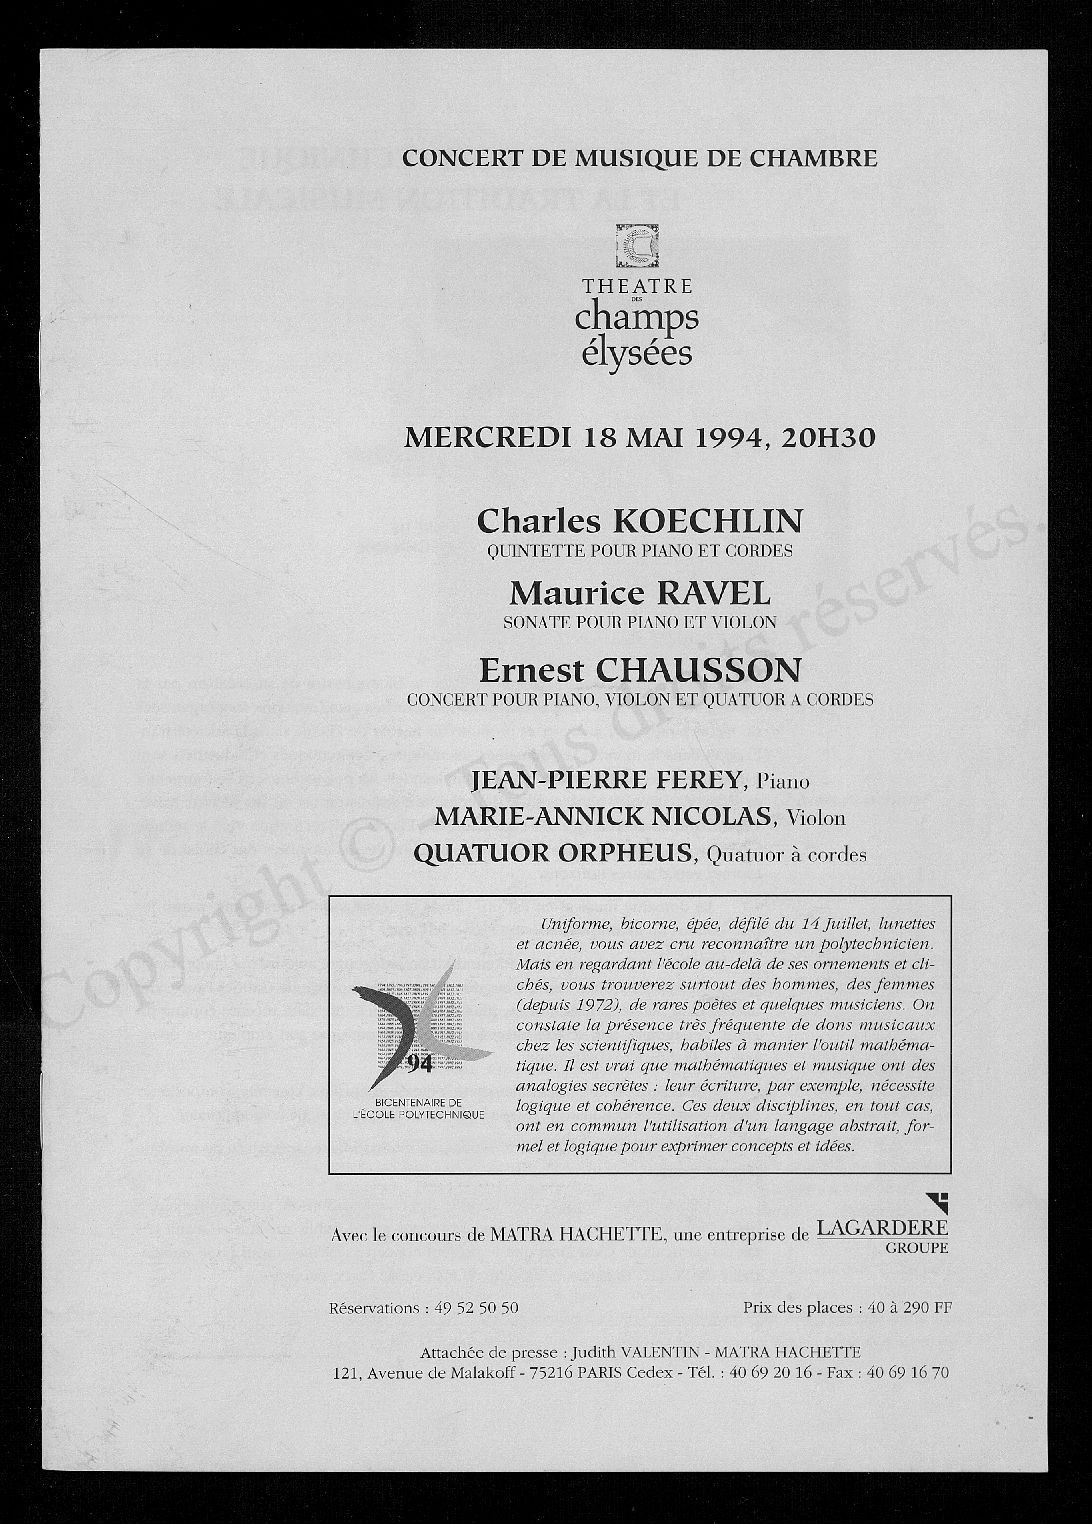 CONCERT DE MUSIQUE DE CHAMBRE
THEATRE
DES
champs
élysées
MERCREDI 18 MAI 1994, 20H30
Charles KOECHLIN
QUINTETTE POUR PIANO ET CORDES
Maurice RAVEL
SONATE POUR PIANO ET VIOLON
Ernest CHAUSSON
CONCERT POUR PIANO, VIOLON ET QUATUOR A CORDES
JEAN-PIERRE FEREY, Piano
MARIE-ANNICK NICOLAS, Violon
QUATUOR ORPHEUS, Quatuor à cordes
Uniforme, bicorne, épée, défilé du 14 Juillet, lunettes
et acnée, vous avez cru reconnaître un polytechnicien.
Mais en regardant l'école au-delà de ses ornements et cli-
chés, vous trouverez surtout des hommes, des femmes
(depuis 1972), de rares poètes et quelques musiciens. On
constate la présence très fréquente de dons musicaux
chez les scientifiques, habiles à manier l'outil mathéma-
tique. Il est vrai que mathématiques et musique ont des
analogies secrètes : leur écriture, par exemple, nécessite
logique et cohérence. Ces deux disciplines, en tout cas,
ont en commun l'utilisation d'un langage abstrait, for-
mel et logique pour exprimer concepts et idées.
94
BICENTENAIRE DE
L'ÉCOLE POLYTECHNIQUE
Avec le concours de MATRA HACHETTE, une entreprise de LAGARDERE
GROUPE
Réservations : 49 52 50 50 Prix des places : 40 à 290 FF
Attachée de presse : Judith VALENTIN - MATRA HACHETTE
121, Avenue de Malakoff - 75216 PARIS Cedex - Tél. : 40 69 20 16 - Fax : 40 69 16 70
Copyright © - Tous droits réservés.